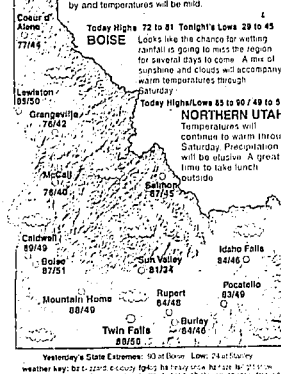 by and temperatures will be mild.
Today Highs 72 to 81 Tonight's Lows 29 to 45
BOISE
Looks like the chance for wetting
rainfall is going to miss the region
for several days to come. A mix of
sunshine and clouds will accompany
warm temperatures through
Saturday
Today Highs/Lows 85 to 90 / 49 to 5
NORTHERN UTAH
Temperatures will
continue to warm throu
Saturday. Precipitation
will be elusive. A great
time to take lunch
outside
Coeur d'
Alene
77/44
Lewiston
85/50
Grangeville
76/42
McCall
76/40
Salmon
87/45
Caldwell
89/49
Boise
87/51
Sun Valley
81/34
Idaho Falls
84/46
Pocatello
83/49
Mountain Home
88/49
Rupert
84/48
Burley
84/46
Twin Falls
86/50
Yesterday's State Extremes: 90 at Boise Low: 24 at Stanley
weather key: